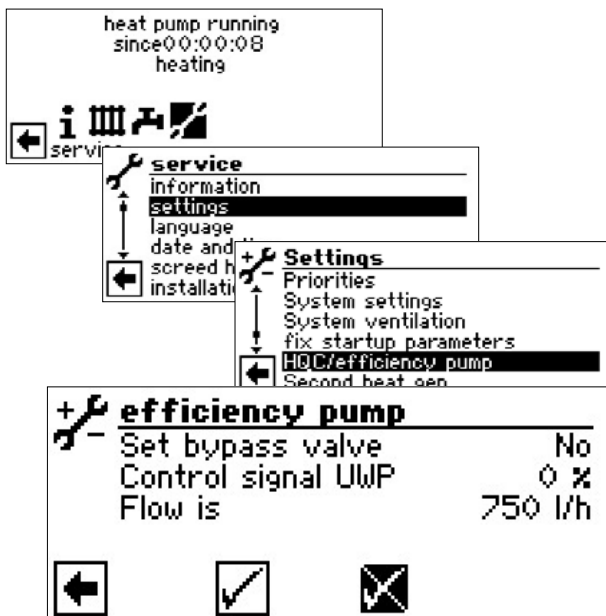 heat pump running
since00:00:08
heating
service
information
settings
language
date and
screed h
installati
Settings
Priorities
System settings
System ventilation
fix startup parameters
HQC/efficiency pump
Second heat gen
efficiency pump
Set bypass valve No
Control signal UWP 0 %
Flow is 750 l/h